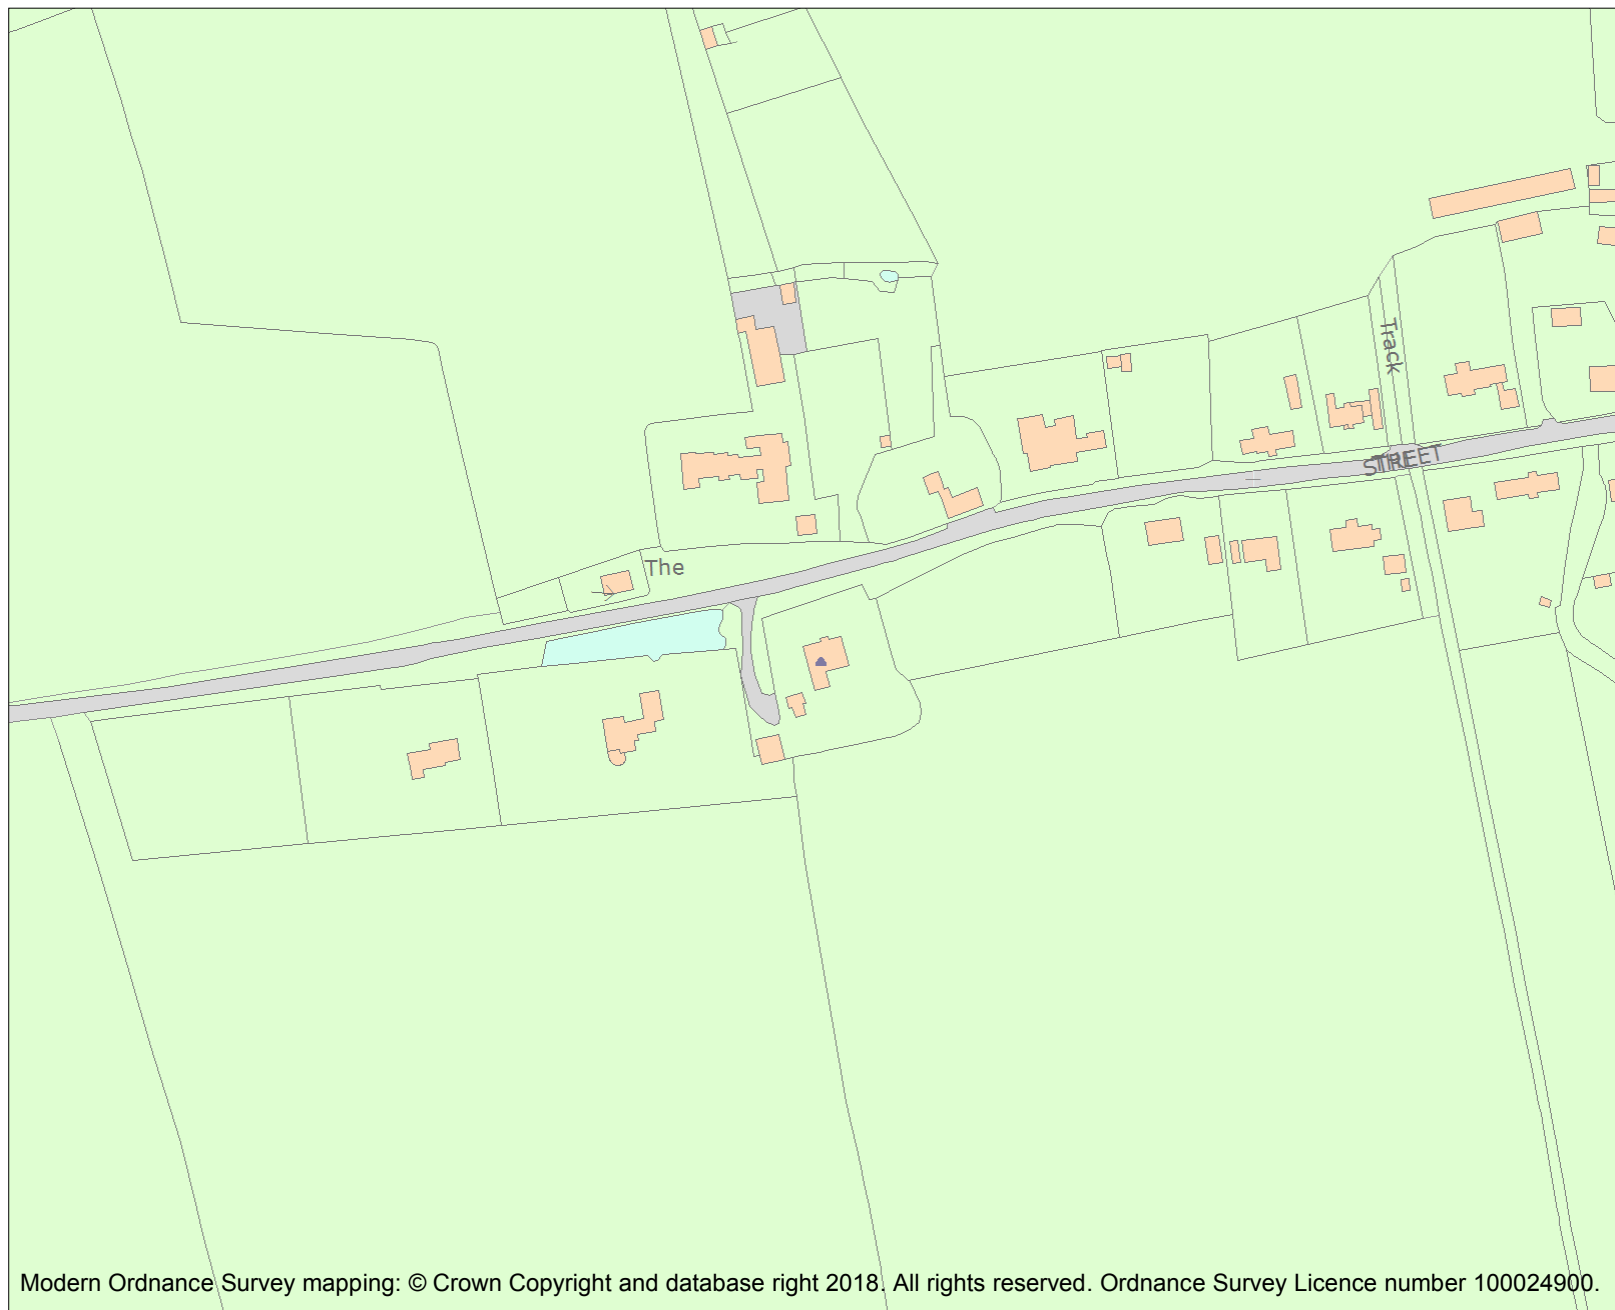 Track
THE
STREET
The
Modern Ordnance Survey mapping: © Crown Copyright and database right 2018. All rights reserved. Ordnance Survey Licence number 100024900.